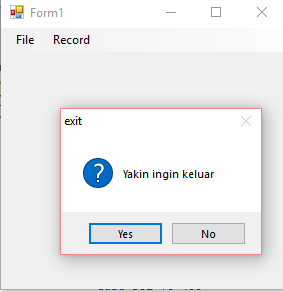 Form1
File Record
exit
Yakin ingin keluar
Yes No